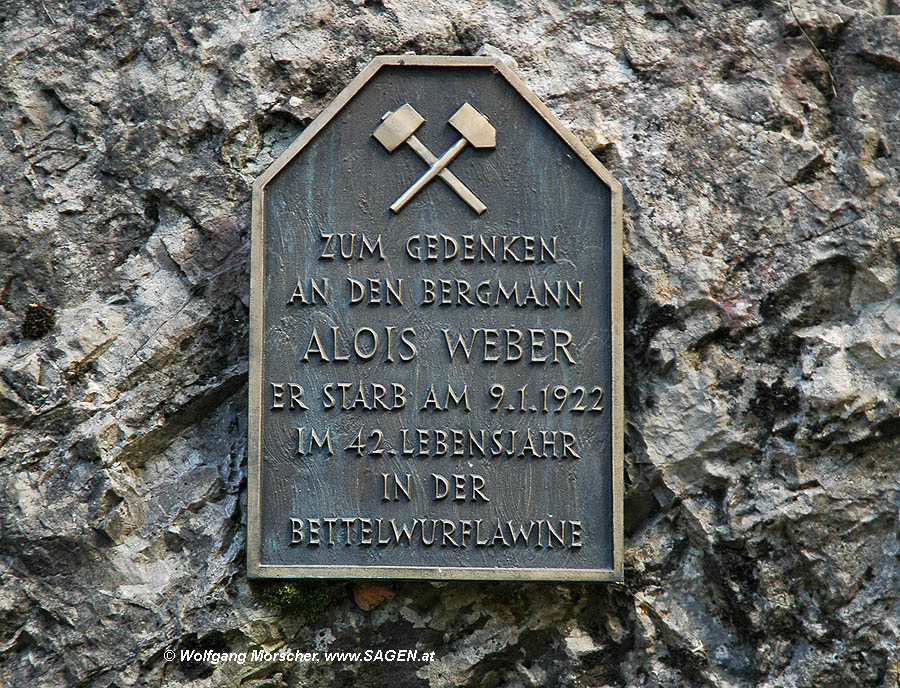 ZUM GEDENKEN
AN DEN BERGMANN
ALOIS WEBER
ER STARB AM 9.1.1922
IM 42.LEBENSJAHR
IN DER
BETTELWURFLAWINE
© Wolfgang Morscher, www.SAGEN.at